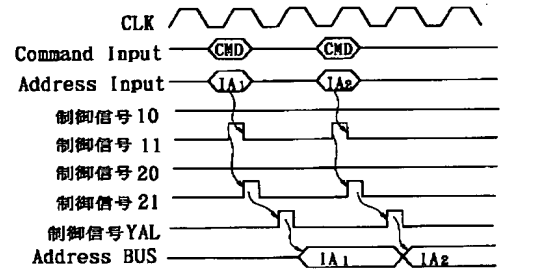 CLK
Command Input CMD CMD
Address Input IA1 IA2
制御信号10
制御信号11
制御信号20
制御信号21
制御信号YAL
Address BUS IA1 IA2